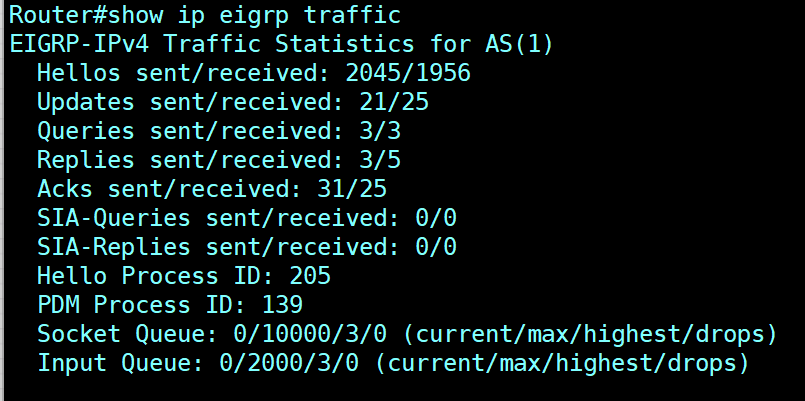 Router#show ip eigrp traffic
EIGRP-IPv4 Traffic Statistics for AS(1)
  Hellos sent/received: 2045/1956
  Updates sent/received: 21/25
  Queries sent/received: 3/3
  Replies sent/received: 3/5
  Acks sent/received: 31/25
  SIA-Queries sent/received: 0/0
  SIA-Replies sent/received: 0/0
  Hello Process ID: 205
  PDM Process ID: 139
  Socket Queue: 0/10000/3/0 (current/max/highest/drops)
  Input Queue: 0/2000/3/0 (current/max/highest/drops)